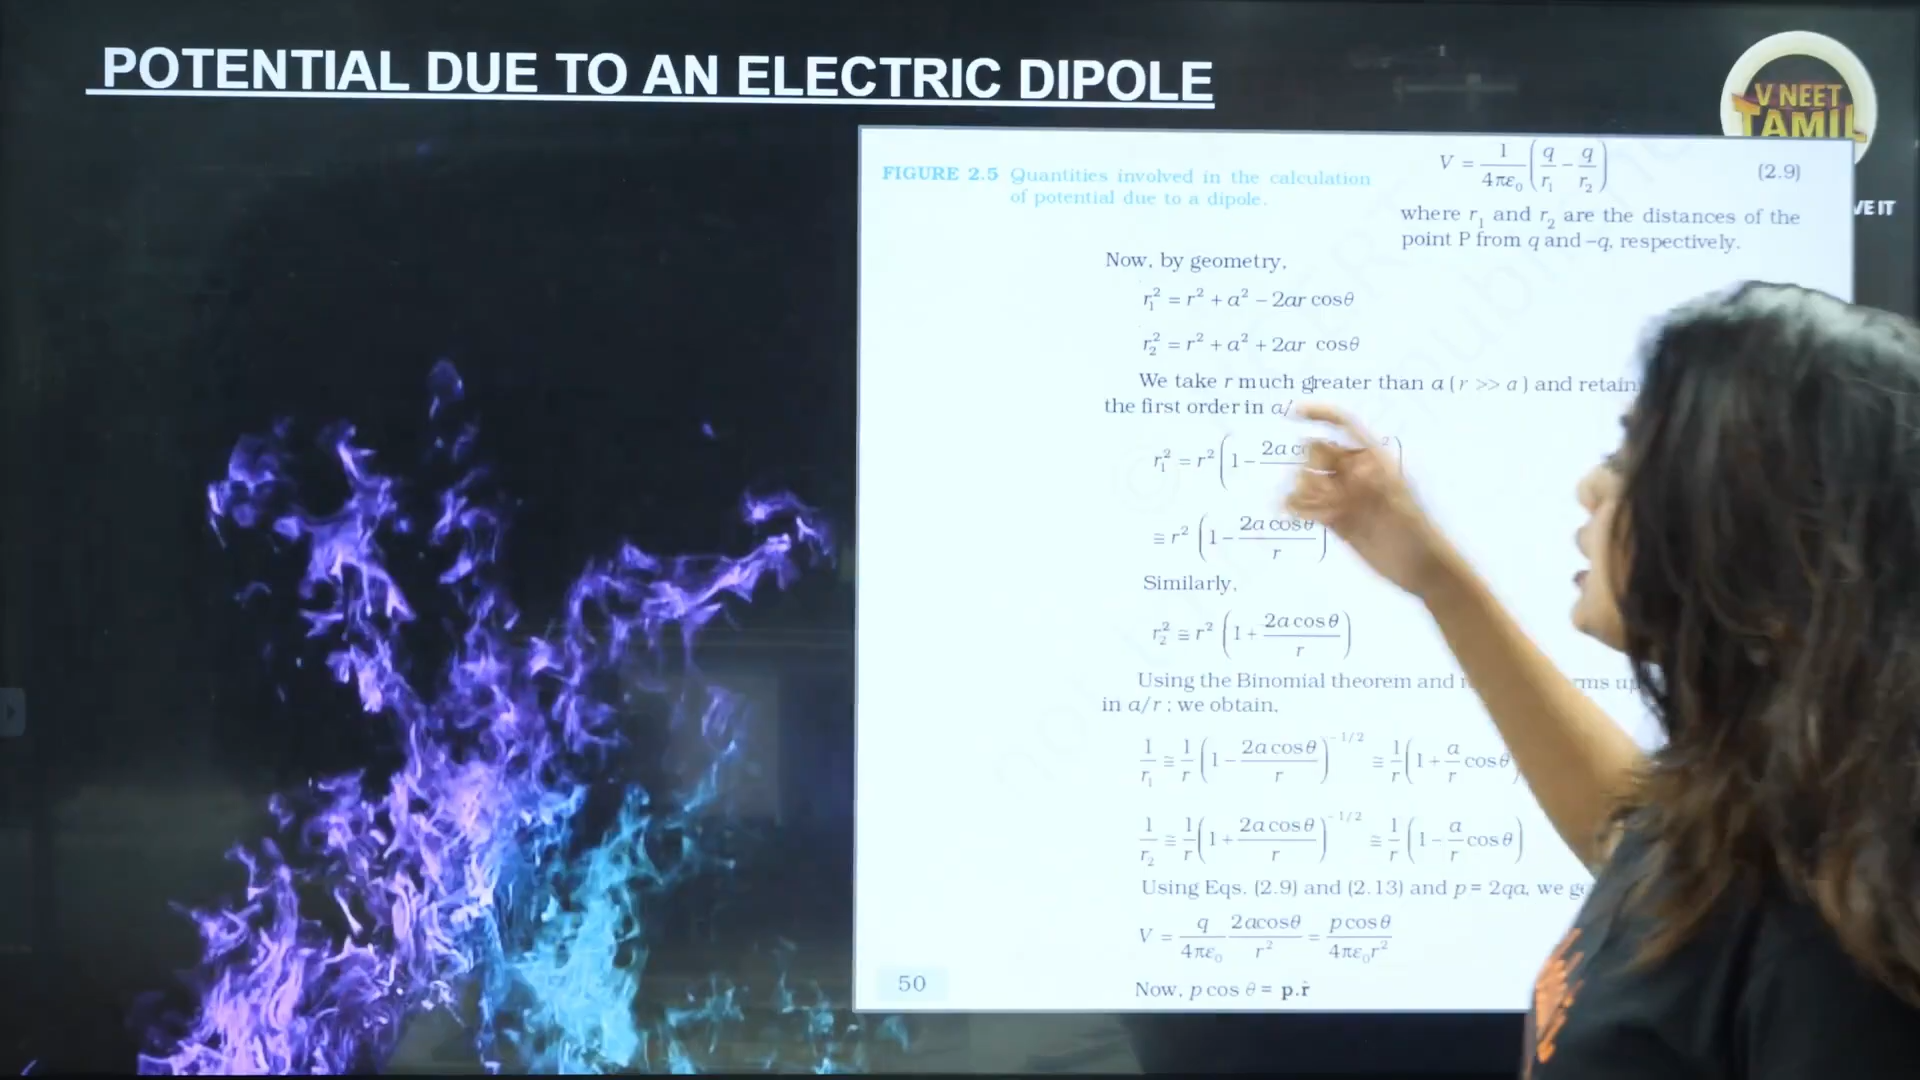 POTENTIAL DUE TO AN ELECTRIC DIPOLE
V NEET
TAMIL
VE IT
FIGURE 2.5 Quantities involved in the calculation
of potential due to a dipole.
V = 1/4πε₀ (q/r₁ − q/r₂) (2.9)
where r₁ and r₂ are the distances of the
point P from q and –q, respectively.
Now, by geometry,
r₁² = r² + a² − 2ar cosθ
r₂² = r² + a² + 2ar cosθ
We take r much greater than a ( r >> a ) and retain
the first order in a/
r₁² = r² (1 − 2a
≅ r² (1 − 2a cosθ/r)
Similarly,
r₂² ≅ r² (1 + 2a cosθ/r)
Using the Binomial theorem and
in a/r ; we obtain,
1/r₁ ≅ 1/r (1 − 2a cosθ/r)^−1/2 ≅ 1/r (1 + a/r cosθ)
1/r₂ ≅ 1/r (1 + 2a cosθ/r)^−1/2 ≅ 1/r (1 − a/r cosθ)
Using Eqs. (2.9) and (2.13) and p = 2qa, we
V = q/4πε₀ 2acosθ/r² = p cosθ/4πε₀r²
50
Now, p cos θ = p.r̂